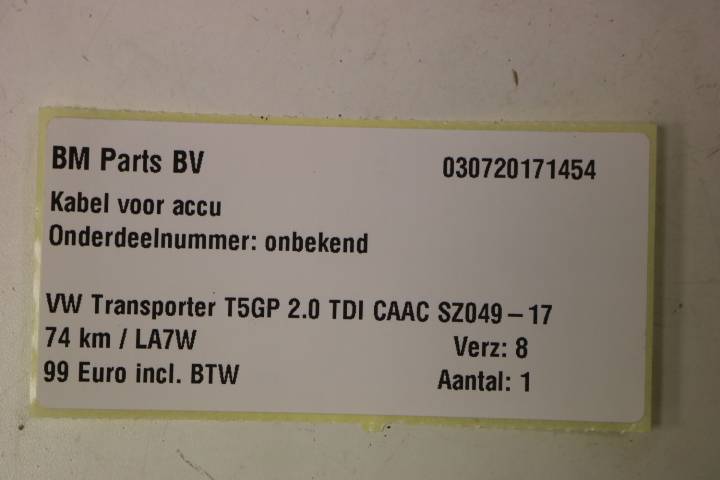 BM Parts BV 030720171454
Kabel voor accu
Onderdeelnummer: onbekend
VW Transporter T5GP 2.0 TDI CAAC SZ049-17
74 km / LA7W Verz: 8
99 Euro incl. BTW Aantal: 1